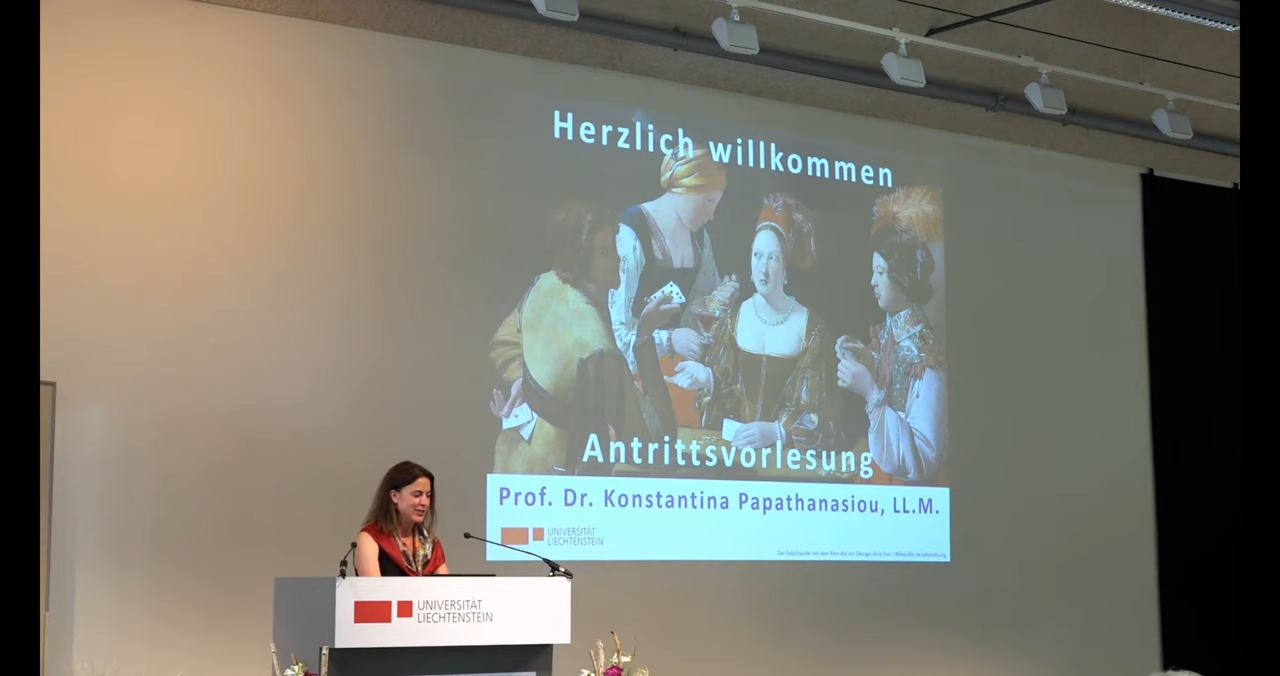 Herzlich willkommen
Antrittsvorlesung
Prof. Dr. Konstantina Papathanasiou, LL.M.
UNIVERSITÄT
LIECHTENSTEIN
UNIVERSITÄT
LIECHTENSTEIN